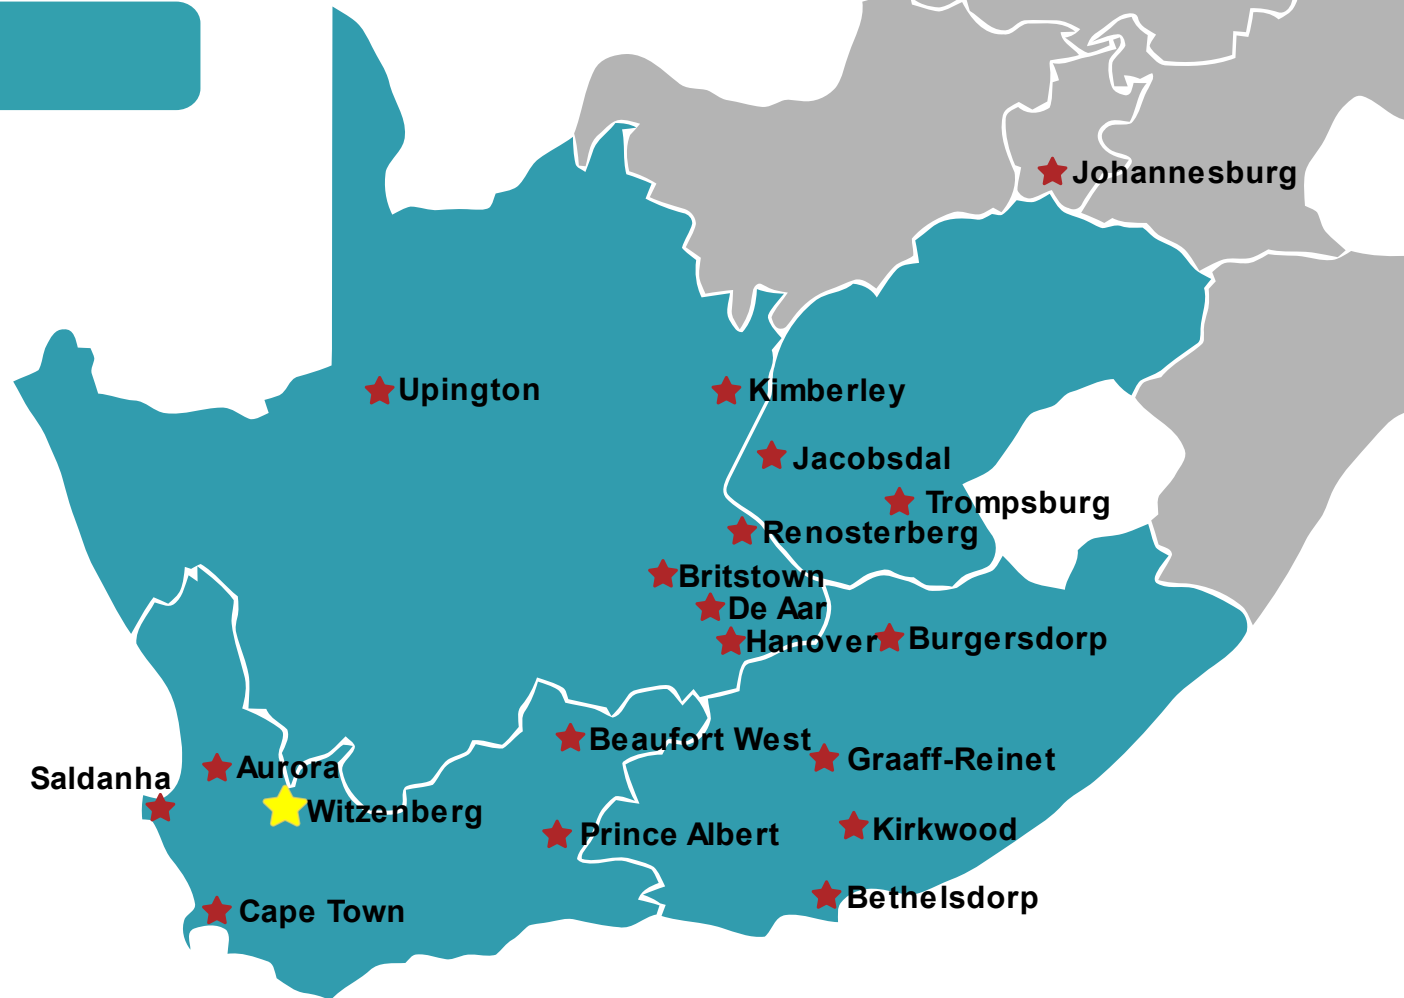 Johannesburg
Upington
Kimberley
Jacobsdal
Trompsburg
Renosterberg
Britstown
De Aar
Hanover
Burgersdorp
Beaufort West
Graaff-Reinet
Aurora
Saldanha
Witzenberg
Prince Albert
Kirkwood
Bethelsdorp
Cape Town